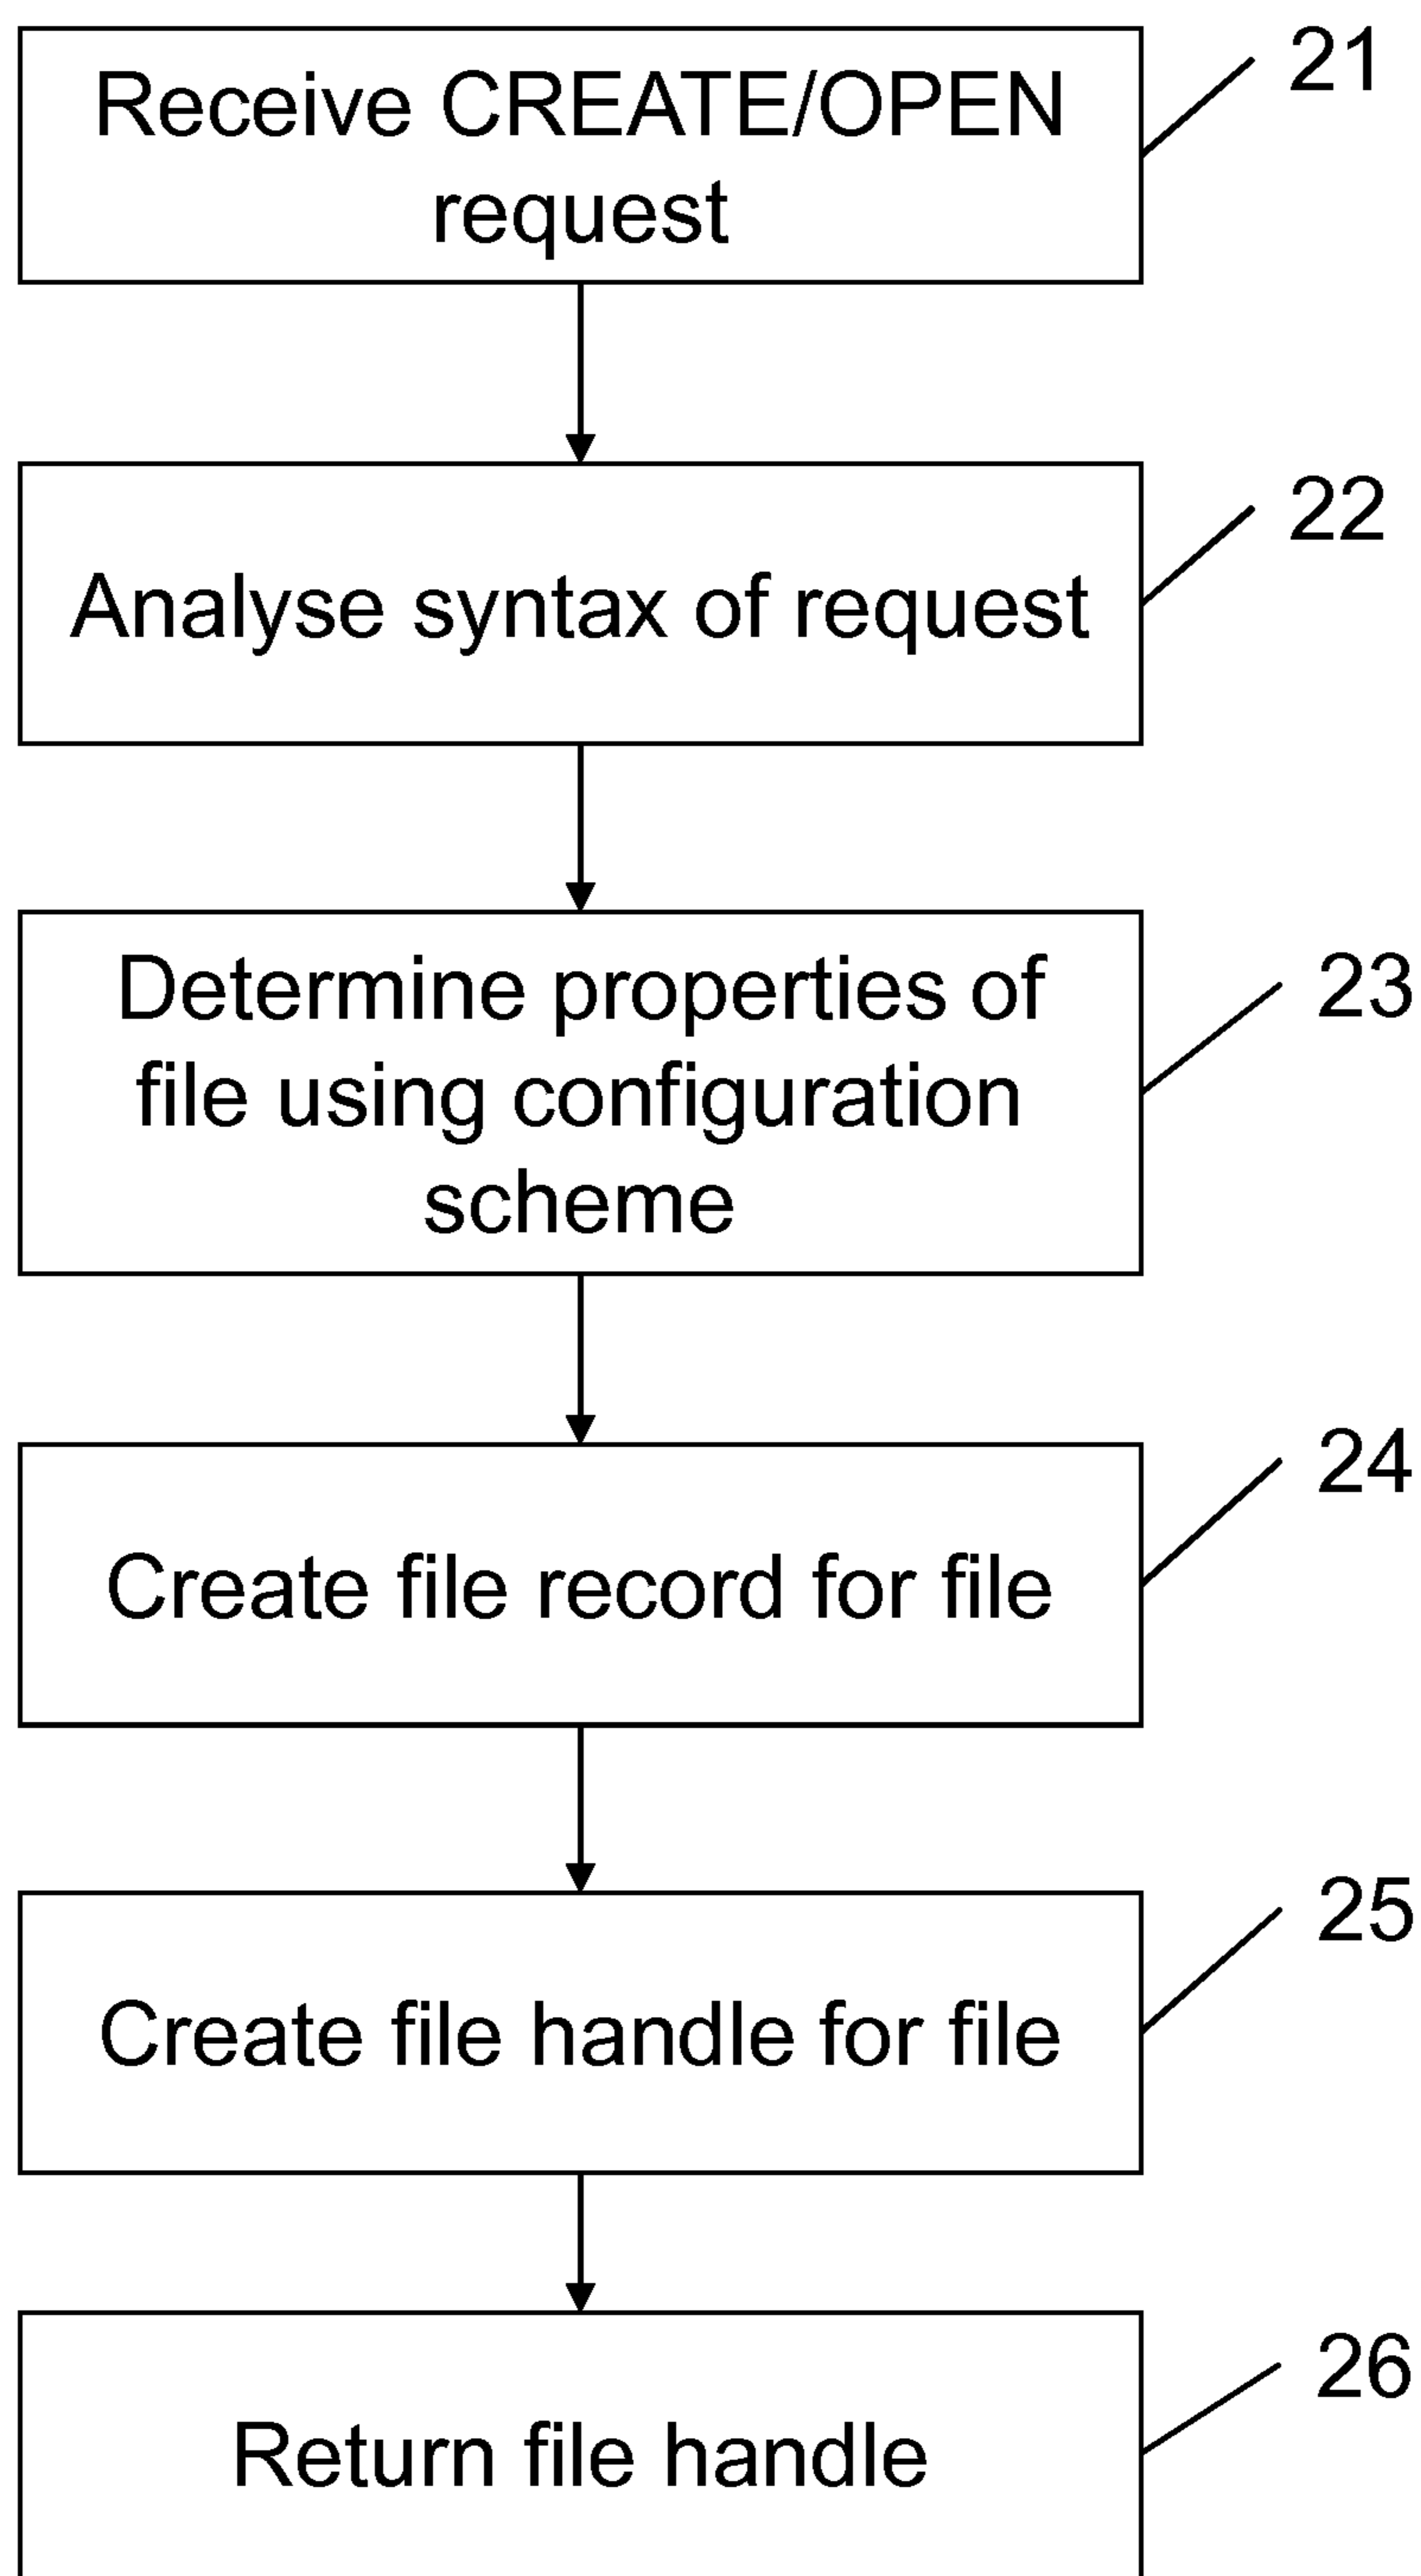 Receive CREATE/OPEN
request
21
Analyse syntax of request
22
Determine properties of
file using configuration
scheme
23
Create file record for file
24
Create file handle for file
25
Return file handle
26